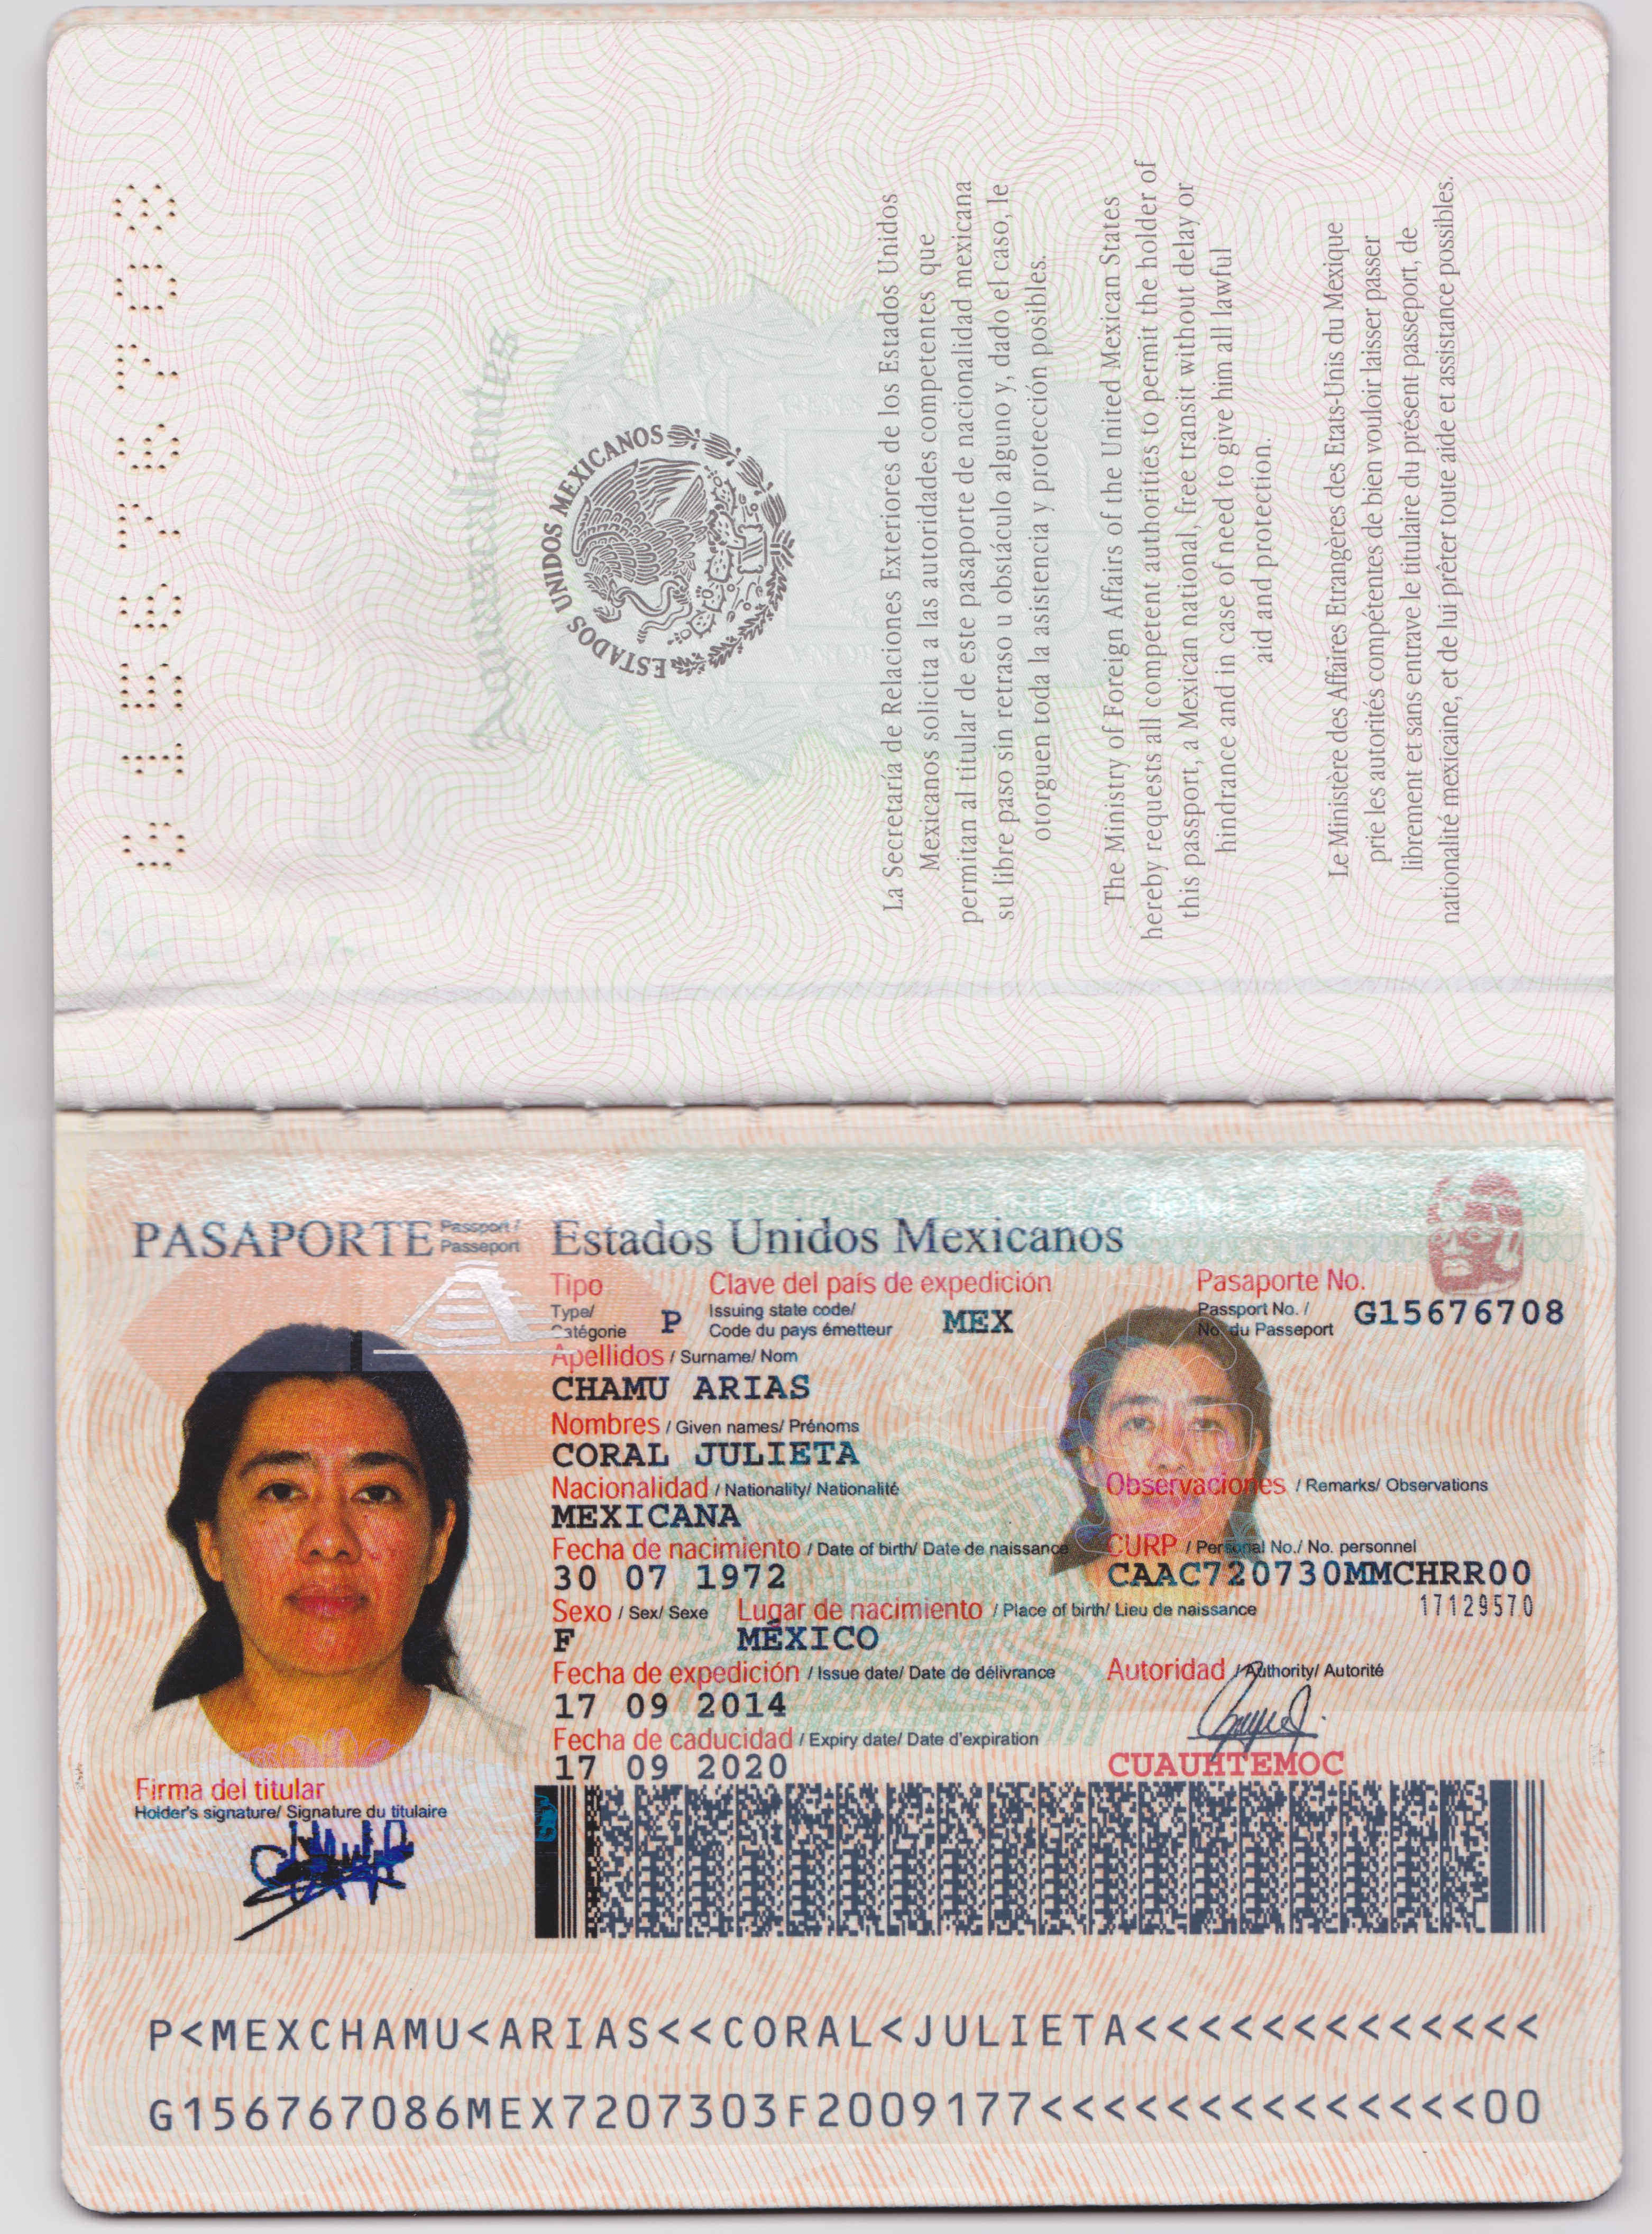 G15676708
Aguascalientes
ESTADOS UNIDOS MEXICANOS
La Secretaría de Relaciones Exteriores de los Estados Unidos
Mexicanos solicita a las autoridades competentes que
permitan al titular de este pasaporte de nacionalidad mexicana
su libre paso sin retraso u obstáculo alguno y, dado el caso, le
otorguen toda la asistencia y protección posibles.
The Ministry of Foreign Affairs of the United Mexican States
hereby requests all competent authorities to permit the holder of
this passport, a Mexican national, free transit without delay or
hindrance and in case of need to give him all lawful
aid and protection.
Le Ministère des Affaires Etrangères des Etats-Unis du Mexique
prie les autorités compétentes de bien vouloir laisser passer
librement et sans entrave le titulaire du présent passeport, de
nationalité mexicaine, et de lui prêter toute aide et assistance possibles.
PASAPORTE Passport / Passeport Estados Unidos Mexicanos
Tipo Clave del país de expedición Pasaporte No.
Type/ Issuing state code/ Passport No. /
Catégorie P Code du pays émetteur MEX No. du Passeport G15676708
Apellidos / Surname/ Nom
CHAMU ARIAS
Nombres / Given names/ Prénoms
CORAL JULIETA
Nacionalidad / Nationality/ Nationalité Observaciones / Remarks/ Observations
MEXICANA
Fecha de nacimiento / Date of birth/ Date de naissance CURP / Personal No./ No. personnel
30 07 1972 CAAC720730MMCHRR00
Sexo / Sex/ Sexe Lugar de nacimiento / Place of birth/ Lieu de naissance 17129570
F MÉXICO
Fecha de expedición / Issue date/ Date de délivrance Autoridad / Authority/ Autorité
17 09 2014
Fecha de caducidad / Expiry date/ Date d'expiration
17 09 2020 CUAUHTEMOC
Firma del titular
Holder's signature/ Signature du titulaire
P<MEXCHAMU<ARIAS<<CORAL<JULIETA<<<<<<<<<<<<<
G156767086MEX7207303F2009177<<<<<<<<<<<<<<00